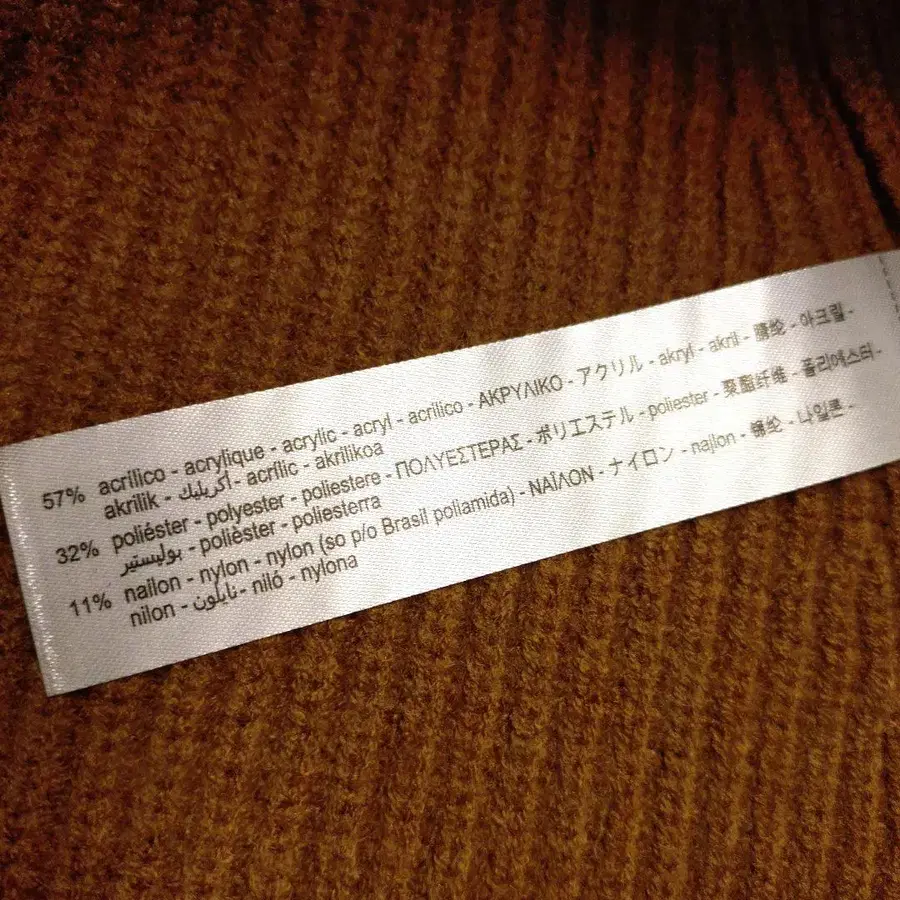 57% acrílico - acrylique - acrylic - acryl - acrilico - ΑΚΡΥΛΙΚΟ - アクリル - akryl - akril - 腈纶 - 아크릴 -
akrilik - أكريليك - acrílic - akrilikoa
32% poliéster - polyester - poliestere - ΠΟΛΥΕΣΤΕΡΑΣ - ポリエステル - poliester - 聚酯纤维 - 폴리에스터 -
بوليستير - polièster - poliesterra
11% nailon - nylon - nylon (so p/o Brasil poliamida) - ΝΑΪΛΟΝ - ナイロン - najlon - 锦纶 - 나일론 -
nilon - نايلون - niló - nylona